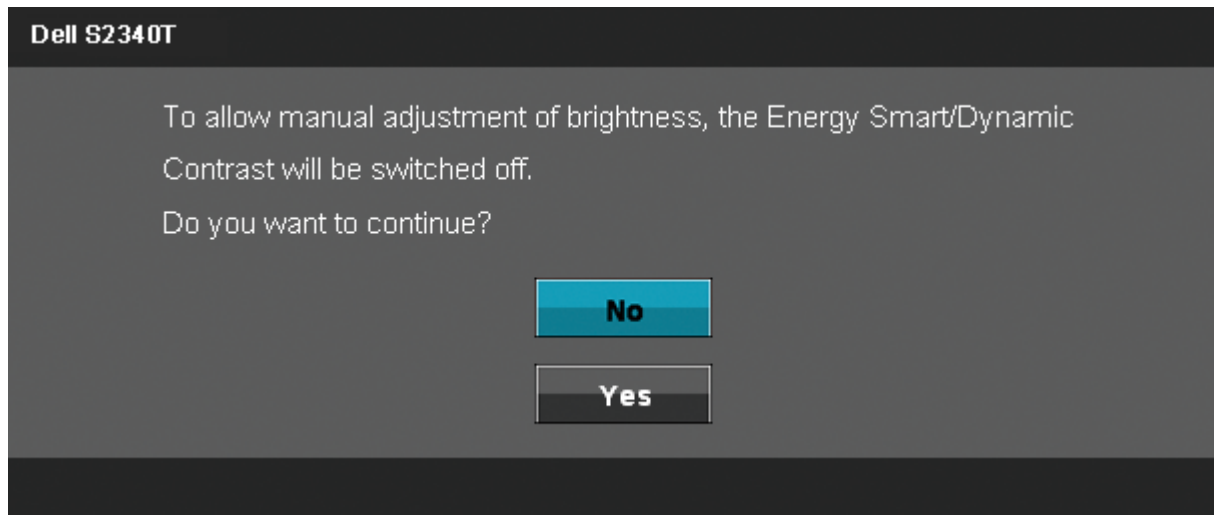 Dell S2340T
To allow manual adjustment of brightness, the Energy Smart/Dynamic
Contrast will be switched off.
Do you want to continue?
No
Yes